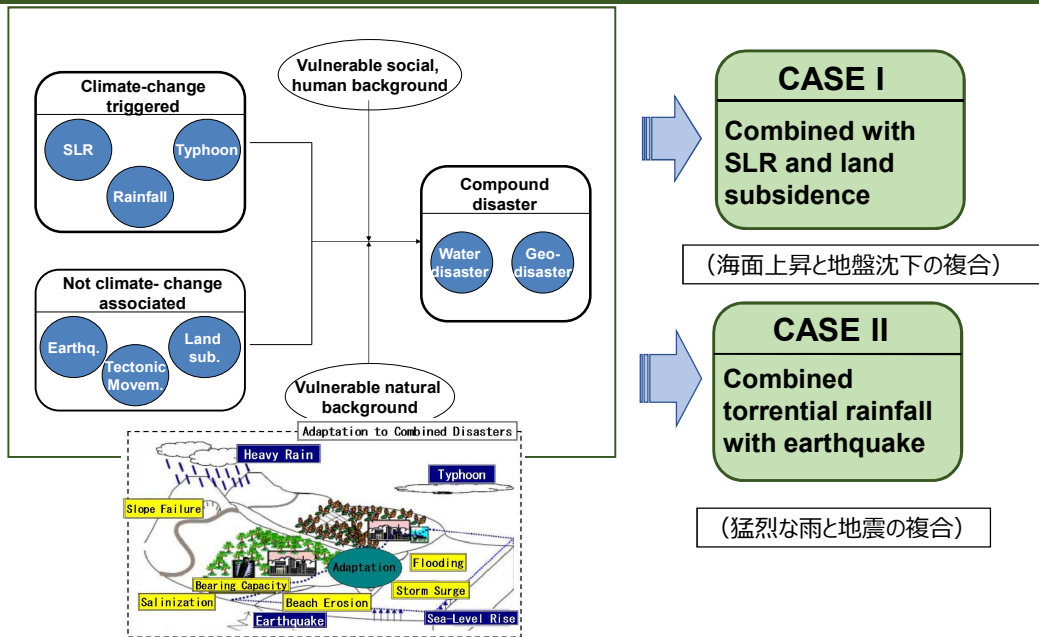 Climate-change
triggered
SLR
Typhoon
Rainfall
Not climate- change
associated
Earthq.
Tectonic
Movem.
Land
sub.
Vulnerable social,
human background
Compound
disaster
Water
disaster
Geo-
disaster
Vulnerable natural
background
CASE I
Combined with
SLR and land
subsidence
（海面上昇と地盤沈下の複合）
CASE II
Combined
torrential rainfall
with earthquake
（猛烈な雨と地震の複合）
Adaptation to Combined Disasters
Heavy Rain
Typhoon
Slope Failure
Flooding
Adaptation
Bearing Capacity
Storm Surge
Salinization
Beach Erosion
Earthquake
Sea-Level Rise